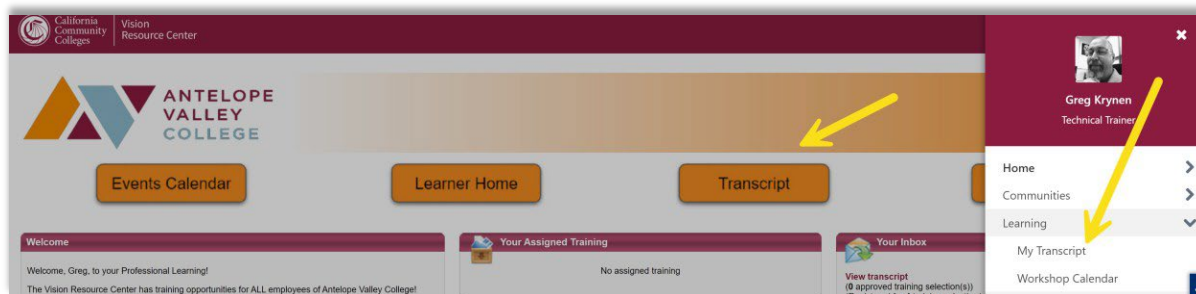 California
Community
Colleges
Vision
Resource Center
ANTELOPE
VALLEY
COLLEGE
Events Calendar
Learner Home
Transcript
Welcome
Welcome, Greg, to your Professional Learning!
The Vision Resource Center has training opportunities for ALL employees of Antelope Valley College!
Your Assigned Training
No assigned training
Your Inbox
View transcript
(0 approved training selection(s))
Greg Krynen
Technical Trainer
Home
Communities
Learning
My Transcript
Workshop Calendar